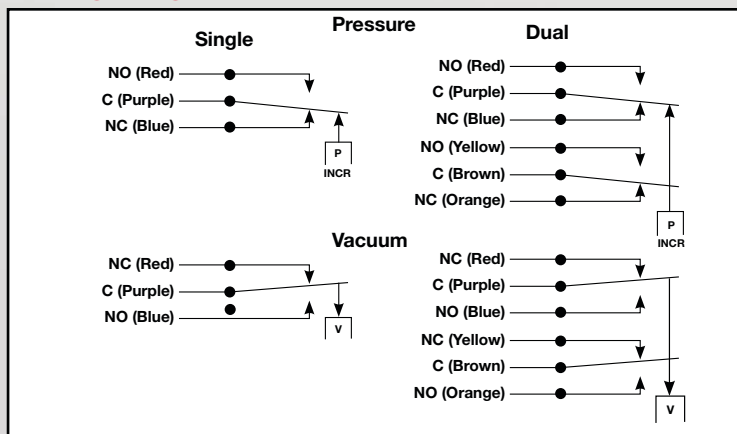 Pressure
Single
NO (Red)
C (Purple)
NC (Blue)
P
INCR
Dual
NO (Red)
C (Purple)
NC (Blue)
NO (Yellow)
C (Brown)
NC (Orange)
P
INCR
Vacuum
NC (Red)
C (Purple)
NO (Blue)
V
NC (Red)
C (Purple)
NO (Blue)
NC (Yellow)
C (Brown)
NO (Orange)
V